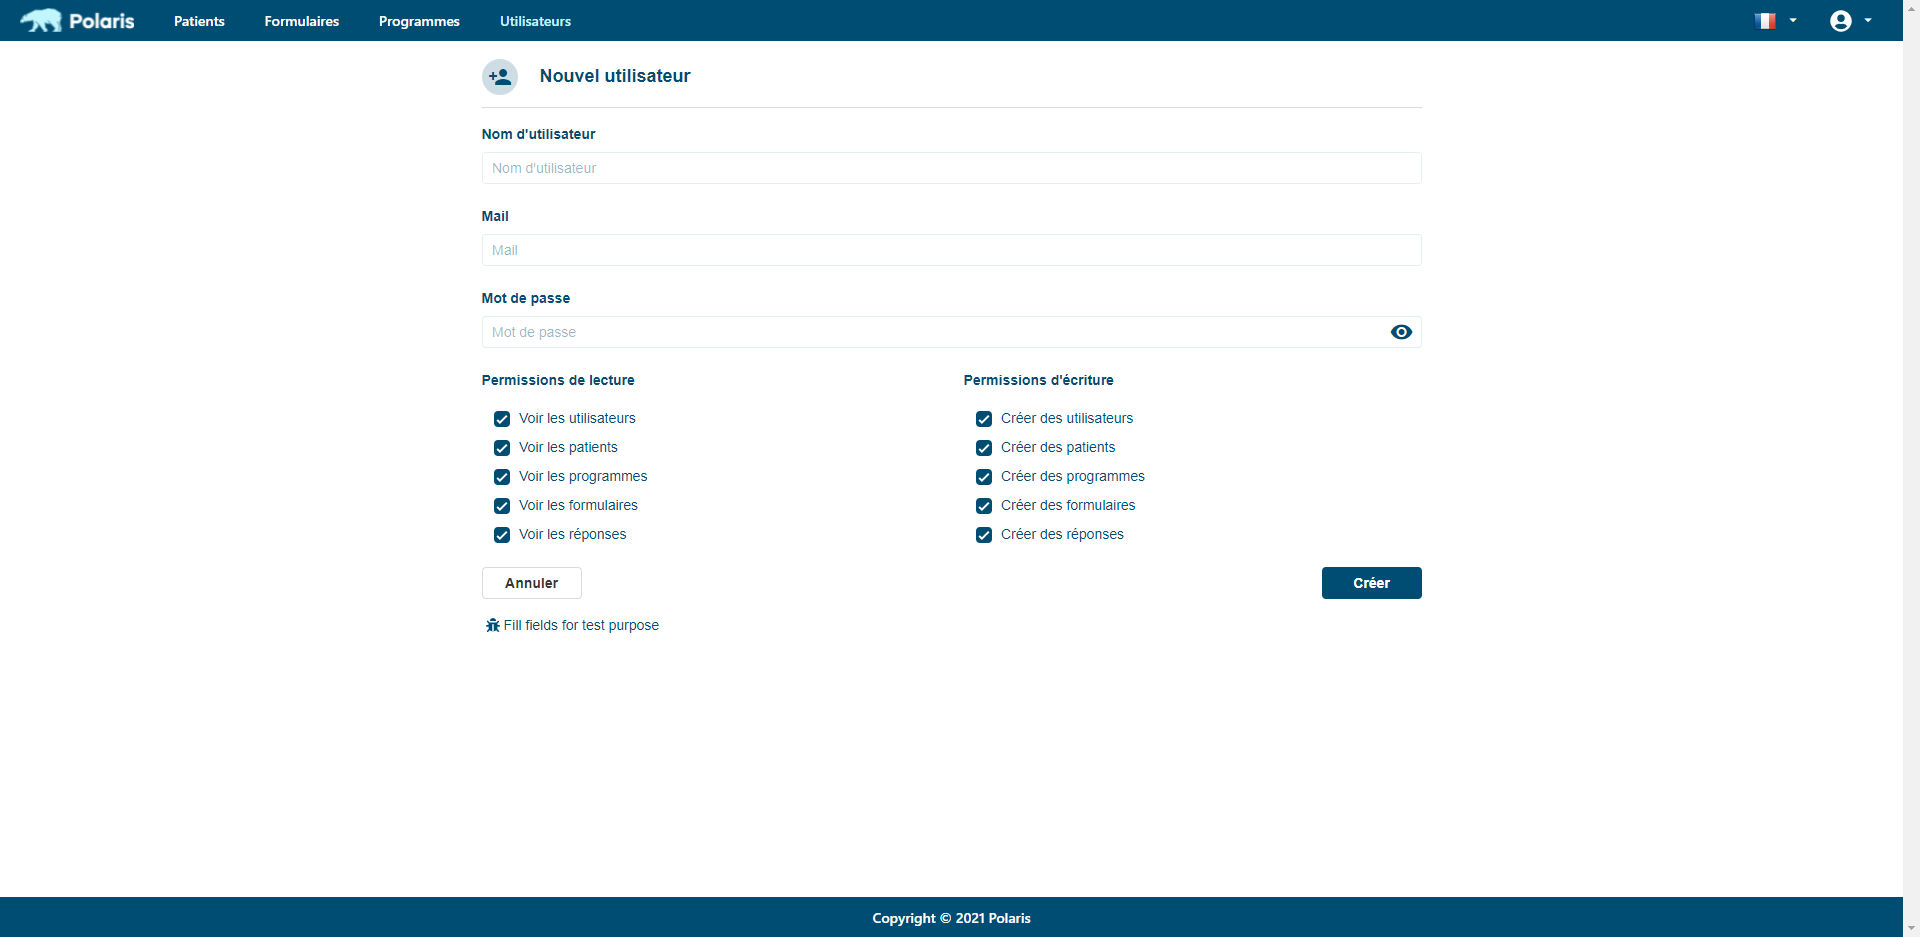 Polaris Patients Formulaires Programmes Utilisateurs
Nouvel utilisateur
Nom d'utilisateur
Nom d'utilisateur
Mail
Mail
Mot de passe
Mot de passe
Permissions de lecture
Voir les utilisateurs
Voir les patients
Voir les programmes
Voir les formulaires
Voir les réponses
Permissions d'écriture
Créer des utilisateurs
Créer des patients
Créer des programmes
Créer des formulaires
Créer des réponses
Annuler
Créer
Fill fields for test purpose
Copyright © 2021 Polaris